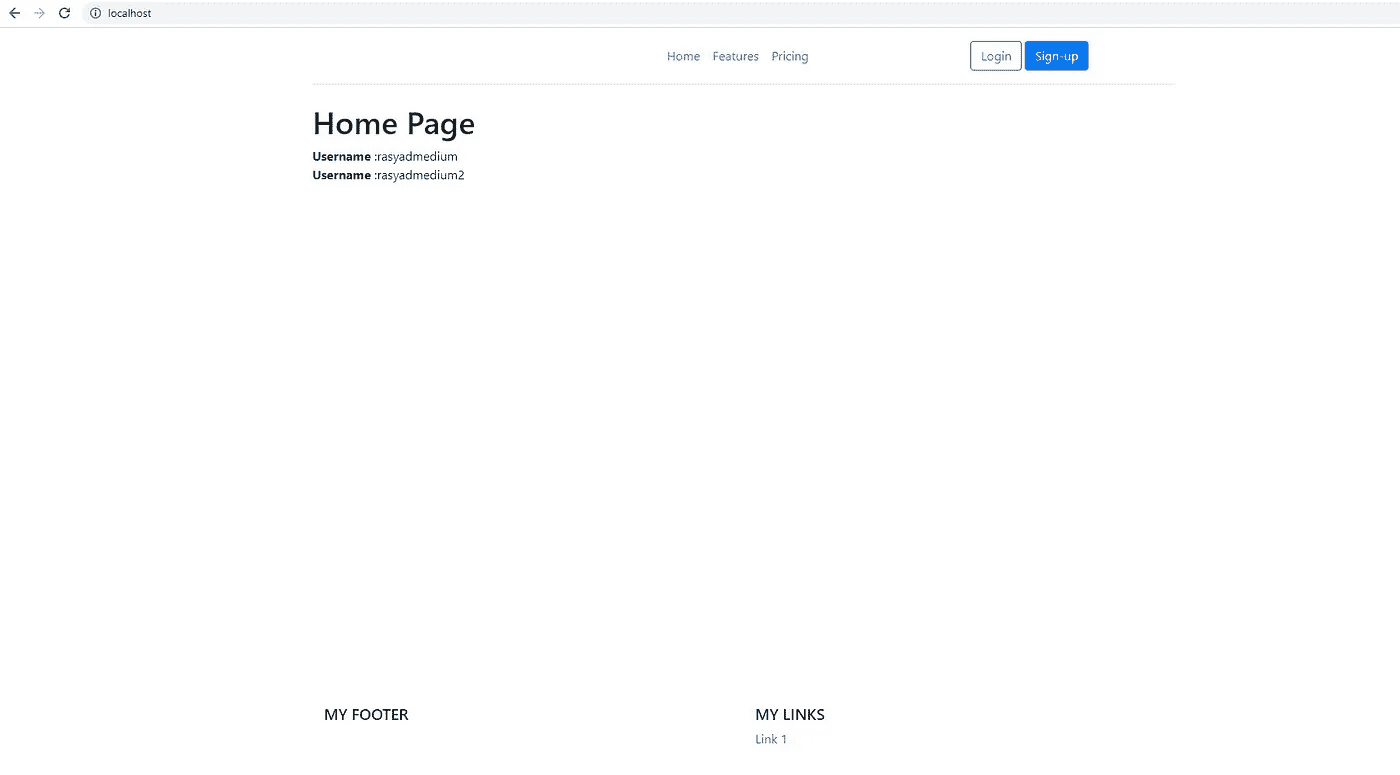 localhost
Home Features Pricing Login Sign-up
Home Page
Username :rasyadmedium
Username :rasyadmedium2
MY FOOTER MY LINKS
Link 1